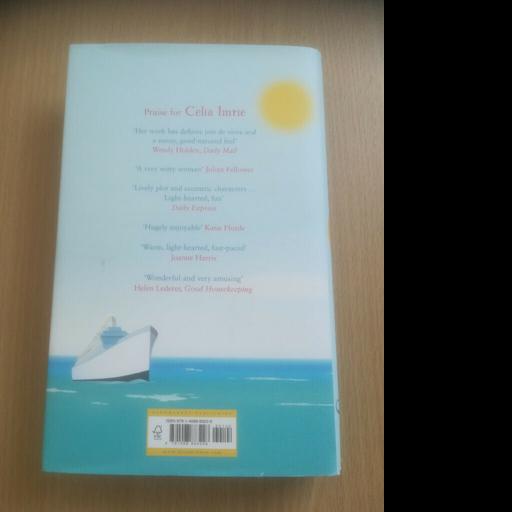 Praise for Celia Imrie
'Her work has definite joie de vivre and
a sunny, good-natured feel'
Wendy Holden, Daily Mail
'A very witty woman' Julian Fellowes
'Lively plot and eccentric characters ...
Light-hearted, fun'
Daily Express
'Hugely enjoyable' Katie Fforde
'Warm, light-hearted, fast-paced'
Joanne Harris
'Wonderful and very amusing'
Helen Lederer, Good Housekeeping